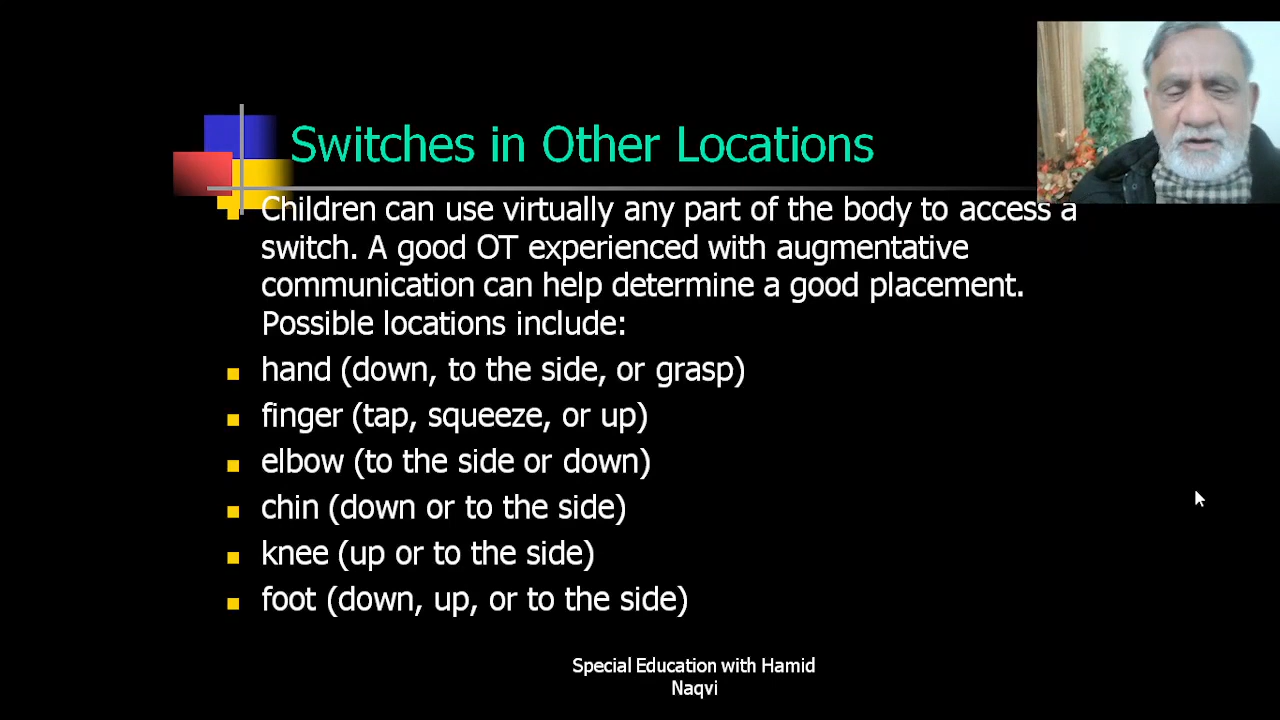 Switches in Other Locations
Children can use virtually any part of the body to access a
switch. A good OT experienced with augmentative
communication can help determine a good placement.
Possible locations include:
hand (down, to the side, or grasp)
finger (tap, squeeze, or up)
elbow (to the side or down)
chin (down or to the side)
knee (up or to the side)
foot (down, up, or to the side)
Special Education with Hamid
Naqvi